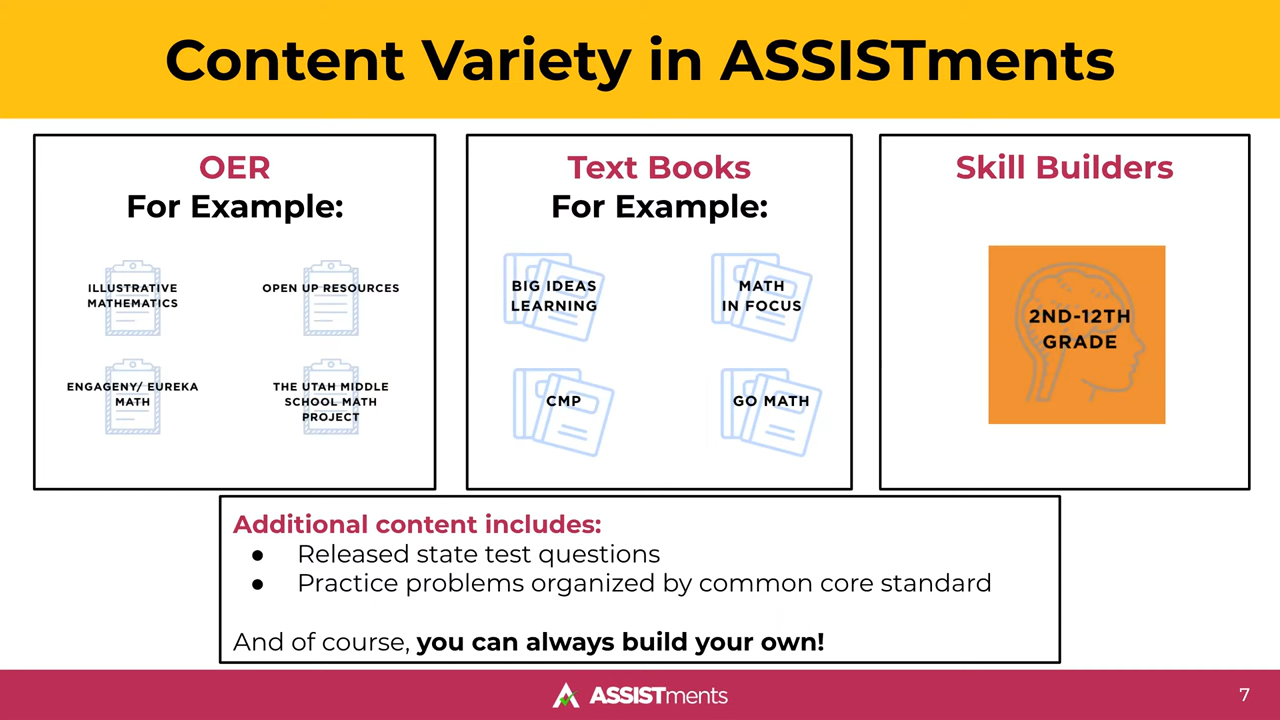 Content Variety in ASSISTments
OER
For Example:
ILLUSTRATIVE
MATHEMATICS
OPEN UP RESOURCES
ENGAGENY/ EUREKA
MATH
THE UTAH MIDDLE
SCHOOL MATH
PROJECT
Text Books
For Example:
BIG IDEAS
LEARNING
MATH
IN FOCUS
CMP
GO MATH
Skill Builders
2ND-12TH
GRADE
Additional content includes:
● Released state test questions
● Practice problems organized by common core standard
And of course, you can always build your own!
ASSISTments
7